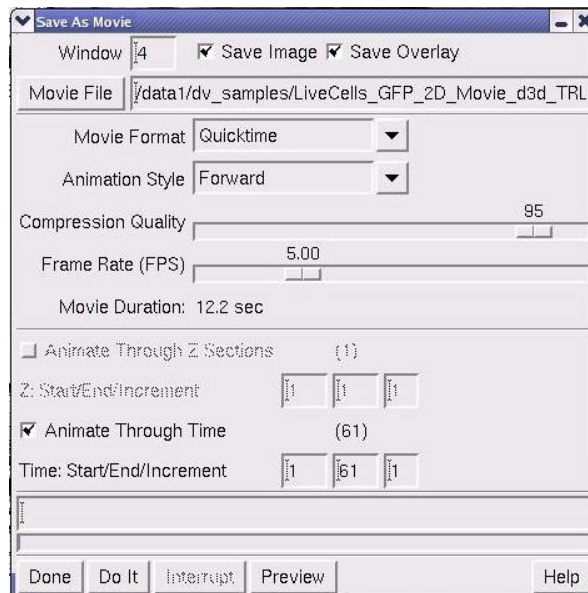 Save As Movie
Window 4 Save Image Save Overlay
Movie File /data1/dv_samples/LiveCells_GFP_2D_Movie_d3d_TRL
Movie Format Quicktime
Animation Style Forward
95
Compression Quality
5.00
Frame Rate (FPS)
Movie Duration: 12.2 sec
Animate Through Z Sections (1)
Z: Start/End/Increment 1 1 1
Animate Through Time (61)
Time: Start/End/Increment 1 61 1
Done Do It Interrupt Preview Help